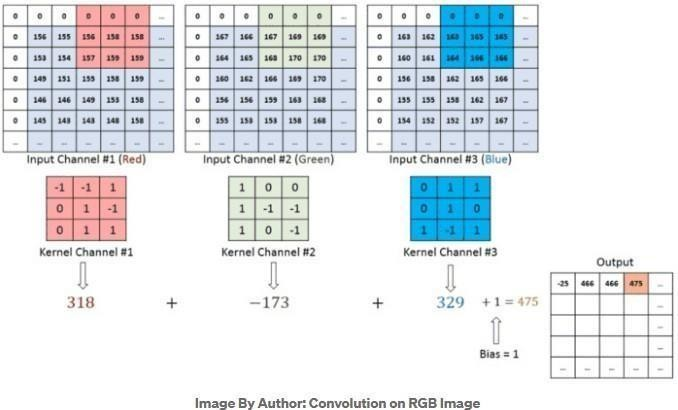 0 0 0 0 0 0 ...
0 156 155 156 158 158 ...
0 153 154 157 159 159 ...
0 149 151 155 158 159 ...
0 146 146 149 153 158 ...
0 145 143 143 148 158 ...
... ... ... ... ... ... ...
Input Channel #1 (Red)
0 0 0 0 0 0 ...
0 167 166 167 169 169 ...
0 164 165 168 170 170 ...
0 160 162 166 169 170 ...
0 156 156 159 163 168 ...
0 155 153 153 158 168 ...
... ... ... ... ... ... ...
Input Channel #2 (Green)
0 0 0 0 0 0 ...
0 163 162 163 165 165 ...
0 160 161 164 166 166 ...
0 156 158 162 165 166 ...
0 155 155 158 162 167 ...
0 154 152 152 157 167 ...
... ... ... ... ... ... ...
Input Channel #3 (Blue)
-1 -1 1
0 1 -1
0 1 1
Kernel Channel #1
1 0 0
1 -1 -1
1 0 -1
Kernel Channel #2
0 1 1
0 1 0
1 -1 1
Kernel Channel #3
318 + −173 + 329 + 1 = 475
Bias = 1
Output
-25 466 466 475 ...
...
...
...
... ... ... ... ...
Image By Author: Convolution on RGB Image